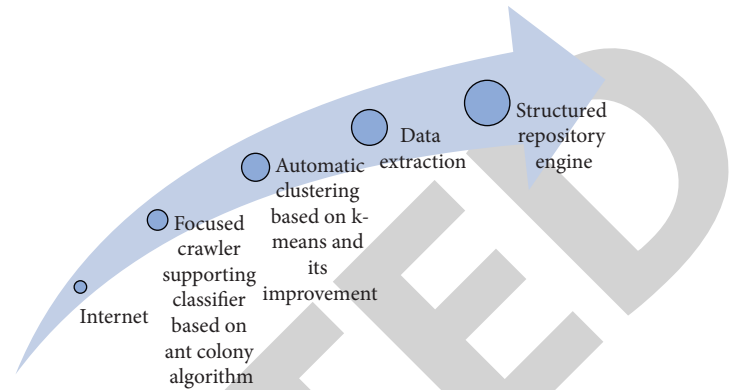 Internet
Focused
crawler
supporting
classifier
based on
ant colony
algorithm
Automatic
clustering
based on k-
means and
its
improvement
Data
extraction
Structured
repository
engine
TED